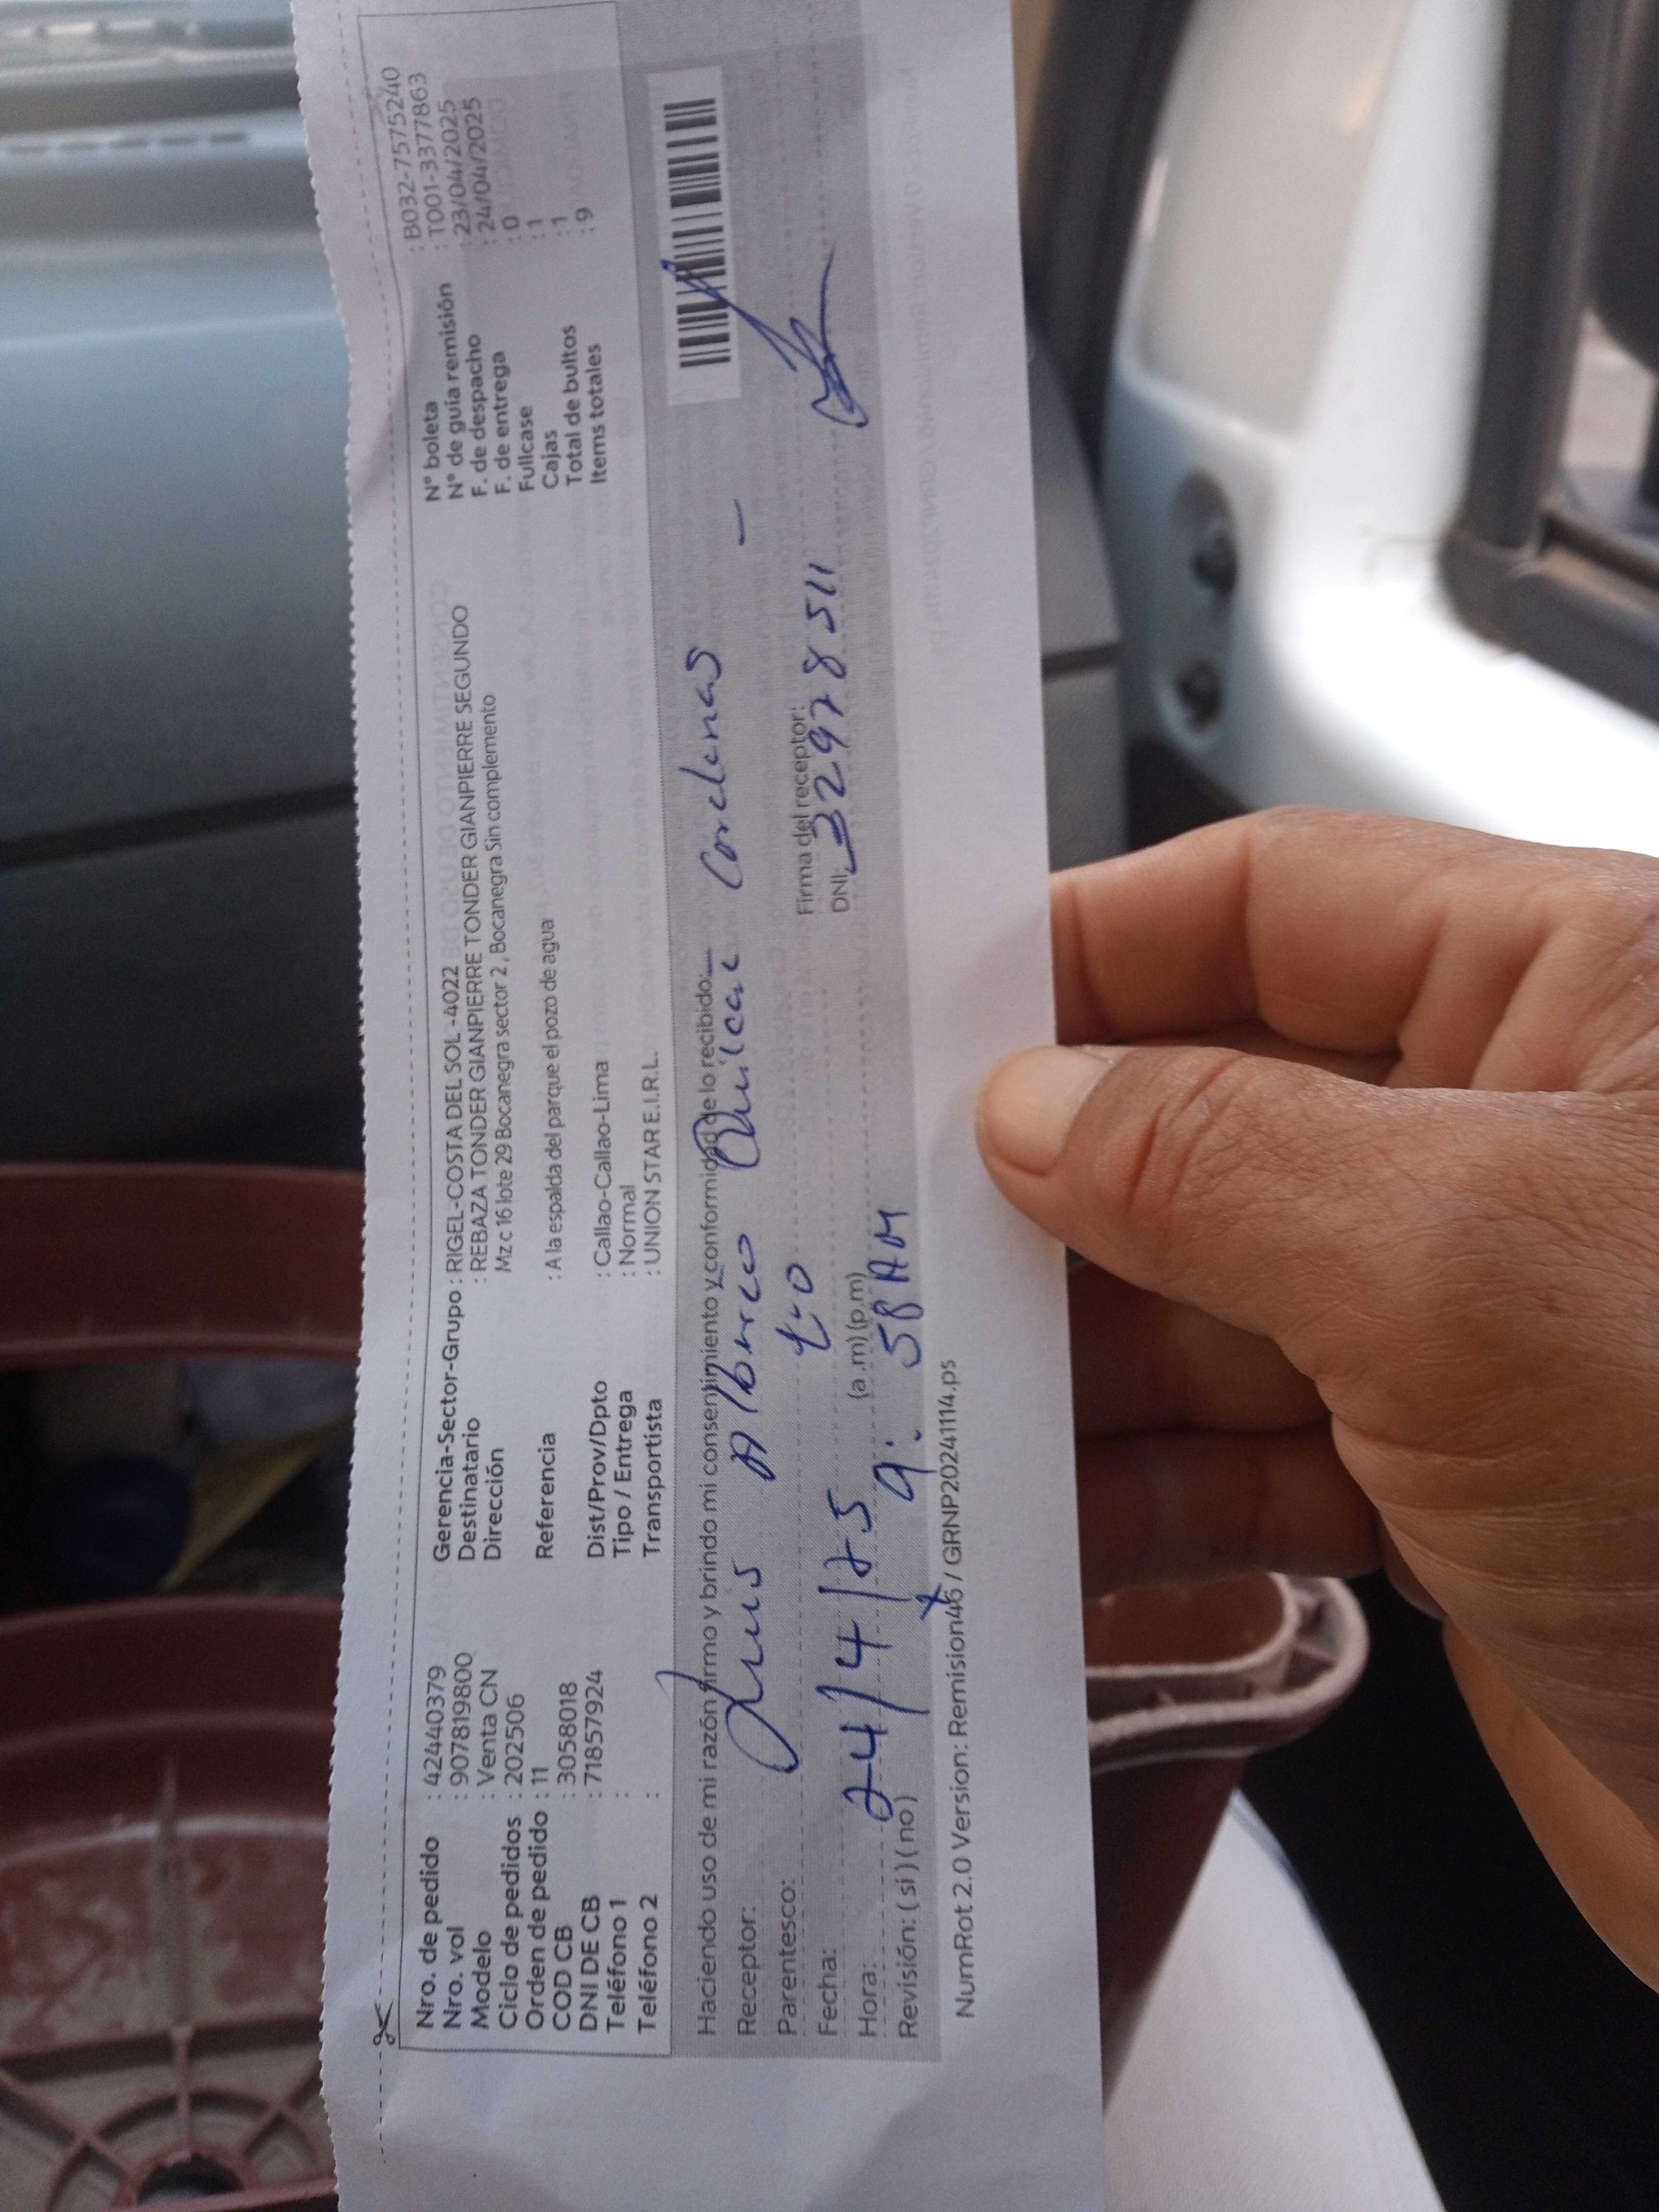 Nro. de pedido : 424440379
Nro. vol : 9078819800
Modelo : Venta CN
Ciclo de pedidos : 202506
Orden de pedido : 11
COD CB : 3058018
DNI DE CB : 71857924
Teléfono 1 :
Teléfono 2 :
Gerencia-Sector-Grupo : RIGEL-COSTA DEL SOL -4022
Destinatario : REBAZA TONDER GIANPIERRE TONDER GIANPIERRE SEGUNDO
Dirección Mz c 16 lote 29 Bocanegra sector 2 , Bocanegra Sin complemento
Referencia : A la espalda del parque el pozo de agua
Dist/Prov/Dpto : Callao-Callao-Lima
Tipo / Entrega : Normal
Transportista : UNION STAR E.I.R.L.
N° boleta : B032-7575240
N° de guía remisión : T001-3377863
F. de despacho : 23/04/2025
F. de entrega : 24/04/2025
Fullcase : 0
Cajas : 1
Total de bultos : 1
Items totales : 9
Haciendo uso de mi razón firmo y brindo mi consentimiento y conformidad de lo recibido:
Receptor: Luis Alberto
Parentesco: tio
Fecha: 24/4/25
Hora: (a .m) (p.m) 9:58 AM
Revisión: ( si ) ( no )
Firma del receptor:
DNI: 32978511
NumRot 2.0 Version: Remision46 / GRNP20241114.ps